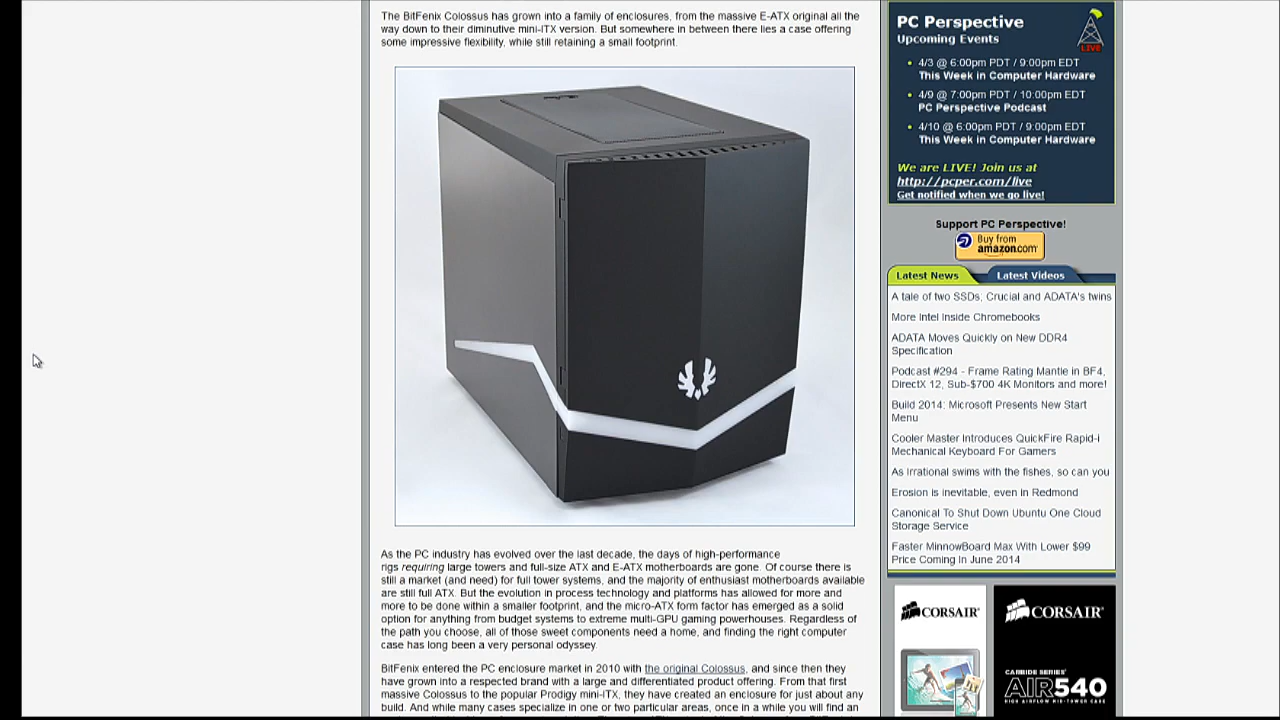 The BitFenix Colossus has grown into a family of enclosures, from the massive E-ATX original all the
way down to their diminutive mini-ITX version. But somewhere in between there lies a case offering
some impressive flexibility, while still retaining a small footprint.
As the PC industry has evolved over the last decade, the days of high-performance
rigs requiring large towers and full-size ATX and E-ATX motherboards are gone. Of course there is
still a market (and need) for full tower systems, and the majority of enthusiast motherboards available
are still full ATX. But the evolution in process technology and platforms has allowed for more and
more to be done within a smaller footprint, and the micro-ATX form factor has emerged as a solid
option for anything from budget systems to extreme multi-GPU gaming powerhouses. Regardless of
the path you choose, all of those sweet components need a home, and finding the right computer
case has long been a very personal odyssey.
BitFenix entered the PC enclosure market in 2010 with the original Colossus, and since then they
have grown into a respected brand with a large and differentiated product offering. From that first
massive Colossus to the popular Prodigy mini-ITX, they have created an enclosure for just about any
build. And while many cases specialize in one or two particular areas, once in a while you will find an
PC Perspective
Upcoming Events
4/3 @ 6:00pm PDT / 9:00pm EDT
This Week in Computer Hardware
4/9 @ 7:00pm PDT / 10:00pm EDT
PC Perspective Podcast
4/10 @ 6:00pm PDT / 9:00pm EDT
This Week in Computer Hardware
LIVE
We are LIVE! Join us at
http://pcper.com/live
Get notified when we go live!
Support PC Perspective!
Buy from
amazon.com
Latest News
Latest Videos
A tale of two SSDs, Crucial and ADATA's twins
More Intel Inside Chromebooks
ADATA Moves Quickly on New DDR4
Specification
Podcast #294 - Frame Rating Mantle in BF4,
DirectX 12, Sub-$700 4K Monitors and more!
Build 2014: Microsoft Presents New Start
Menu
Cooler Master Introduces QuickFire Rapid-i
Mechanical Keyboard For Gamers
As Irrational swims with the fishes, so can you
Erosion is inevitable, even in Redmond
Canonical To Shut Down Ubuntu One Cloud
Storage Service
Faster MinnowBoard Max With Lower $99
Price Coming In June 2014
CORSAIR
CORSAIR
CARBIDE SERIES
AIR540
HIGH AIRFLOW MID-TOWER CASE